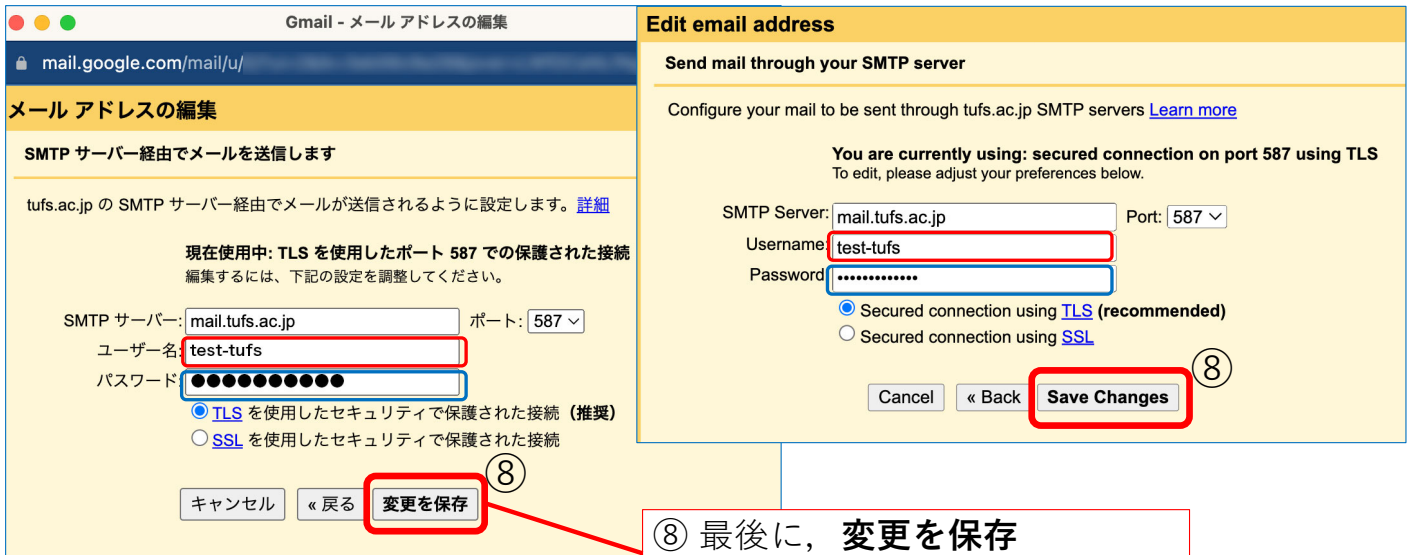 Gmail - メール アドレスの編集
mail.google.com/mail/u/
メール アドレスの編集
SMTP サーバー経由でメールを送信します
tufs.ac.jp の SMTP サーバー経由でメールが送信されるように設定します。詳細
現在使用中: TLS を使用したポート 587 での保護された接続
編集するには、下記の設定を調整してください。
SMTP サーバー: mail.tufs.ac.jp ポート: 587
ユーザー名: test-tufs
パスワード: ●●●●●●●●●●
TLS を使用したセキュリティで保護された接続（推奨）
SSL を使用したセキュリティで保護された接続
⑧
キャンセル « 戻る 変更を保存
Edit email address
Send mail through your SMTP server
Configure your mail to be sent through tufs.ac.jp SMTP servers Learn more
You are currently using: secured connection on port 587 using TLS
To edit, please adjust your preferences below.
SMTP Server: mail.tufs.ac.jp Port: 587
Username: test-tufs
Password •••••••••••••
Secured connection using TLS (recommended)
Secured connection using SSL
⑧
Cancel « Back Save Changes
⑧ 最後に，変更を保存